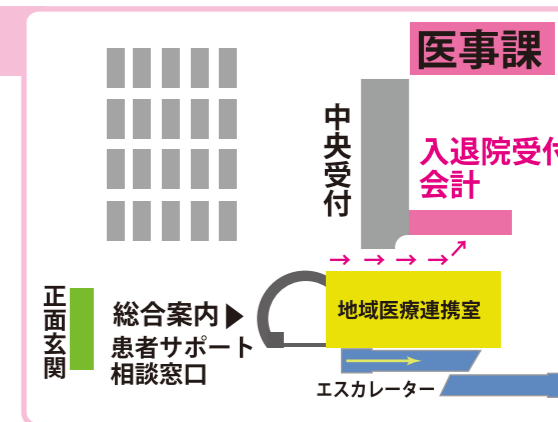 医事課
中央受付
入退院受付
会計
→ → → → →
正面玄関
総合案内▶
患者サポート
相談窓口
地域医療連携室
エスカレーター